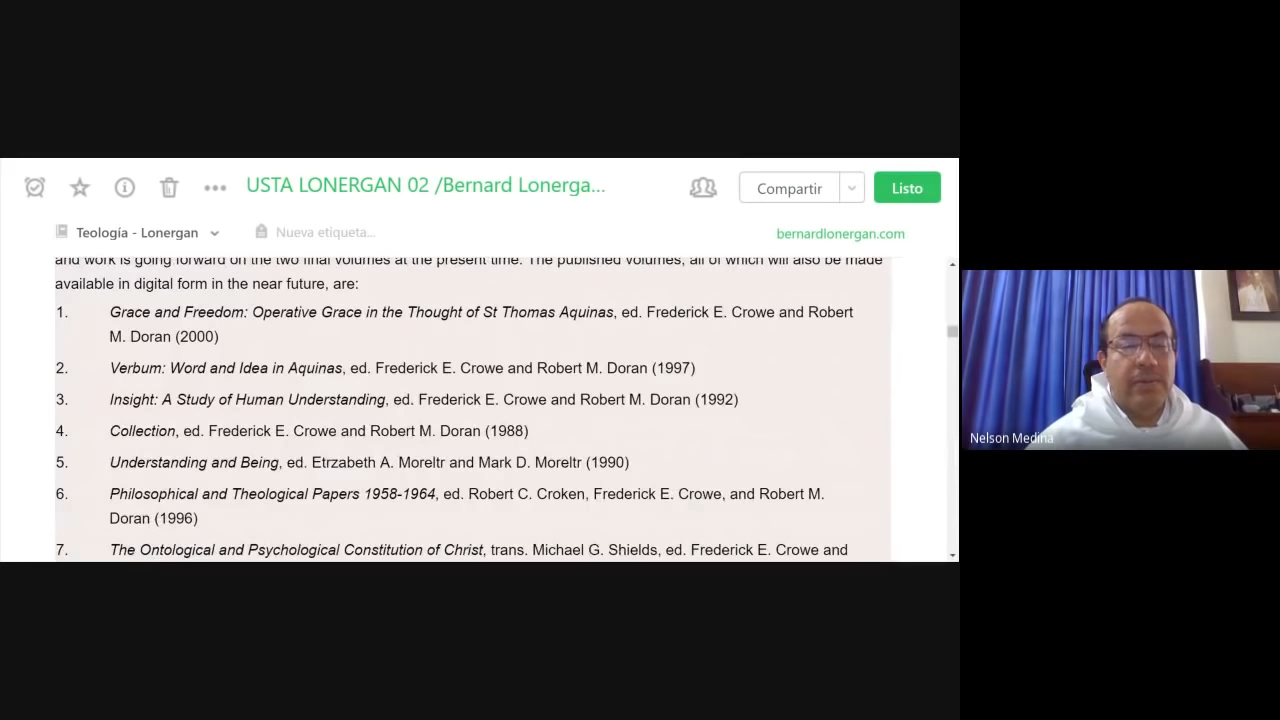 USTA LONERGAN 02 /Bernard Lonerga...
Compartir
Listo
Teología - Lonergan
Nueva etiqueta...
bernardlonergan.com
and work is going forward on the two final volumes at the present time. The published volumes, all of which will also be made
available in digital form in the near future, are:
1. Grace and Freedom: Operative Grace in the Thought of St Thomas Aquinas, ed. Frederick E. Crowe and Robert
M. Doran (2000)
2. Verbum: Word and Idea in Aquinas, ed. Frederick E. Crowe and Robert M. Doran (1997)
3. Insight: A Study of Human Understanding, ed. Frederick E. Crowe and Robert M. Doran (1992)
4. Collection, ed. Frederick E. Crowe and Robert M. Doran (1988)
5. Understanding and Being, ed. Etrzabeth A. Moreltr and Mark D. Moreltr (1990)
6. Philosophical and Theological Papers 1958-1964, ed. Robert C. Croken, Frederick E. Crowe, and Robert M.
Doran (1996)
7. The Ontological and Psychological Constitution of Christ, trans. Michael G. Shields, ed. Frederick E. Crowe and
Nelson Medina